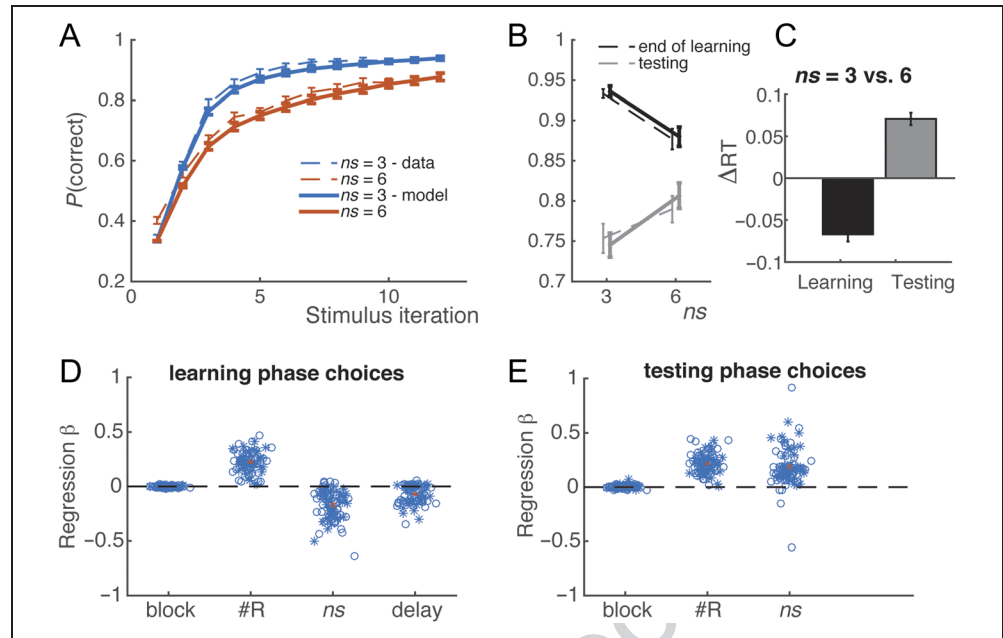 A
1
0.8
0.6
0.4
0.2
0
5
10
P(correct)
Stimulus iteration
ns = 3 - data
ns = 6
ns = 3 - model
ns = 6
B
1
0.95
0.9
0.85
0.8
0.75
0.7
3
6
ns
end of learning
testing
C
ns = 3 vs. 6
0.1
0.05
0
−0.05
−0.1
ΔRT
Learning Testing
D
learning phase choices
1
0.5
0
−0.5
−1
Regression β
block #R ns delay
E
testing phase choices
1
0.5
0
−0.5
−1
Regression β
block #R ns